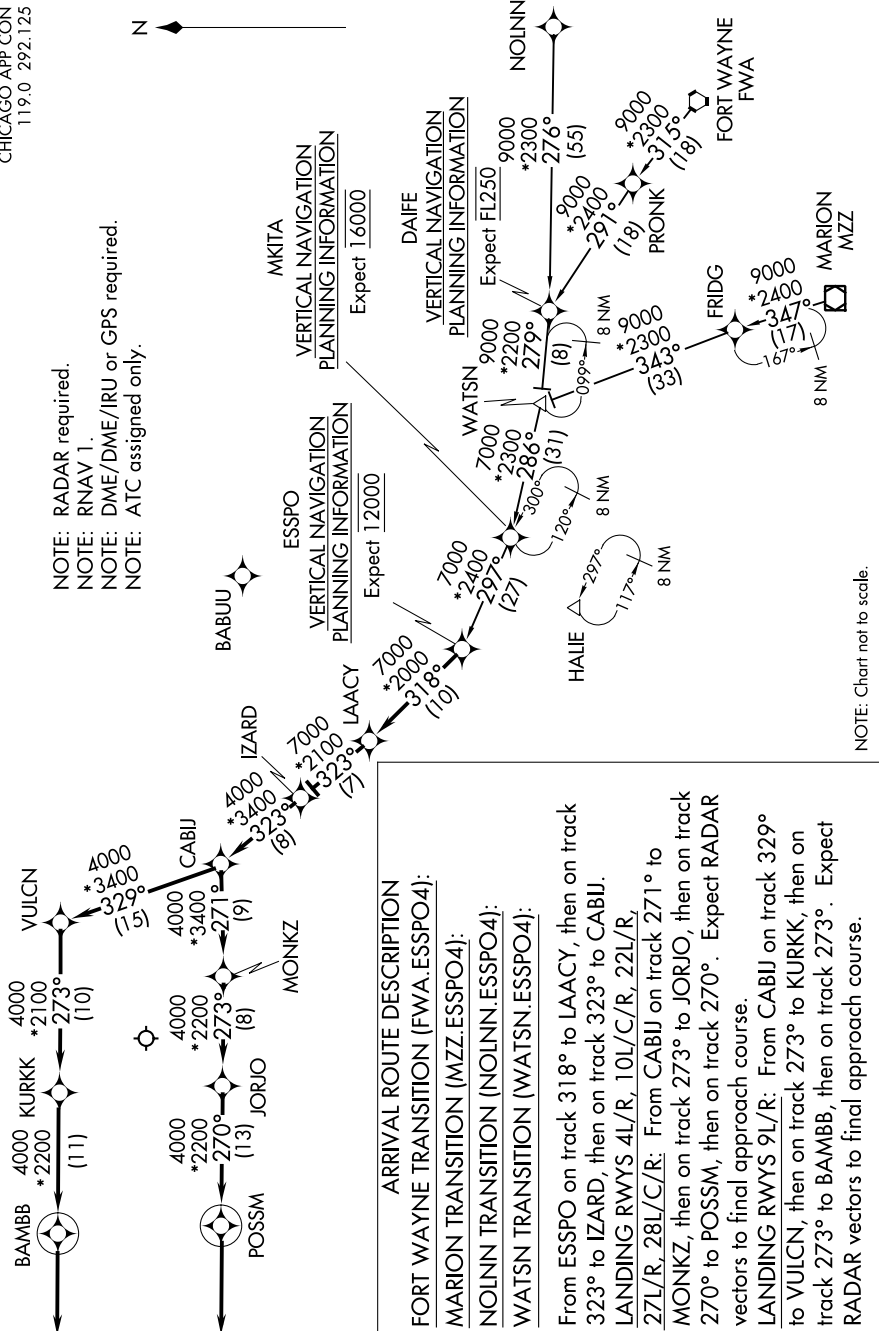 CHICAGO APP CON
119.0 292.125
N
NOTE: RADAR required.
NOTE: RNAV 1.
NOTE: DME/DME/IRU or GPS required.
NOTE: ATC assigned only.
BAMBB
4000
*2200
(11)
KURKK
4000
*2100
273°
(10)
VULCN
4000
*3400
329°
(15)
CABIJ
POSSM
4000
*2200
270°
(13)
JORJO
4000
*2200
273°
(8)
MONKZ
4000
*3400
271°
(9)
4000
*3400
323°
(8)
IZARD
7000
*2100
323°
(7)
LAACY
7000
*2000
318°
(10)
BABUU
ESSPO
VERTICAL NAVIGATION
PLANNING INFORMATION
Expect 12000
7000
*2400
297°
(27)
MKITA
VERTICAL NAVIGATION
PLANNING INFORMATION
Expect 16000
300°
120°
8 NM
HALIE
297°
117°
8 NM
7000
*2300
286°
(31)
WATSN
099°
8 NM
9000
*2200
279°
(8)
DAIFE
VERTICAL NAVIGATION
PLANNING INFORMATION
Expect FL250
9000
*2300
276°
(55)
NOLNN
9000
*2400
291°
(18)
PRONK
9000
*2300
315°
(18)
FORT WAYNE
FWA
9000
*2300
343°
(33)
FRIDG
9000
*2400
347°
(17)
167°
8 NM
MARION
MZZ
ARRIVAL ROUTE DESCRIPTION
FORT WAYNE TRANSITION (FWA.ESSPO4):
MARION TRANSITION (MZZ.ESSPO4):
NOLNN TRANSITION (NOLNN.ESSPO4):
WATSN TRANSITION (WATSN.ESSPO4):
From ESSPO on track 318° to LAACY, then on track
323° to IZARD, then on track 323° to CABIJ.
LANDING RWYS 4L/R, 10L/C/R, 22L/R,
27L/R, 28L/C/R: From CABIJ on track 271° to
MONKZ, then on track 273° to JORJO, then on track
270° to POSSM, then on track 270°. Expect RADAR
vectors to final approach course.
LANDING RWYS 9L/R: From CABIJ on track 329°
to VULCN, then on track 273° to KURKK, then on
track 273° to BAMBB, then on track 273°. Expect
RADAR vectors to final approach course.
NOTE: Chart not to scale.